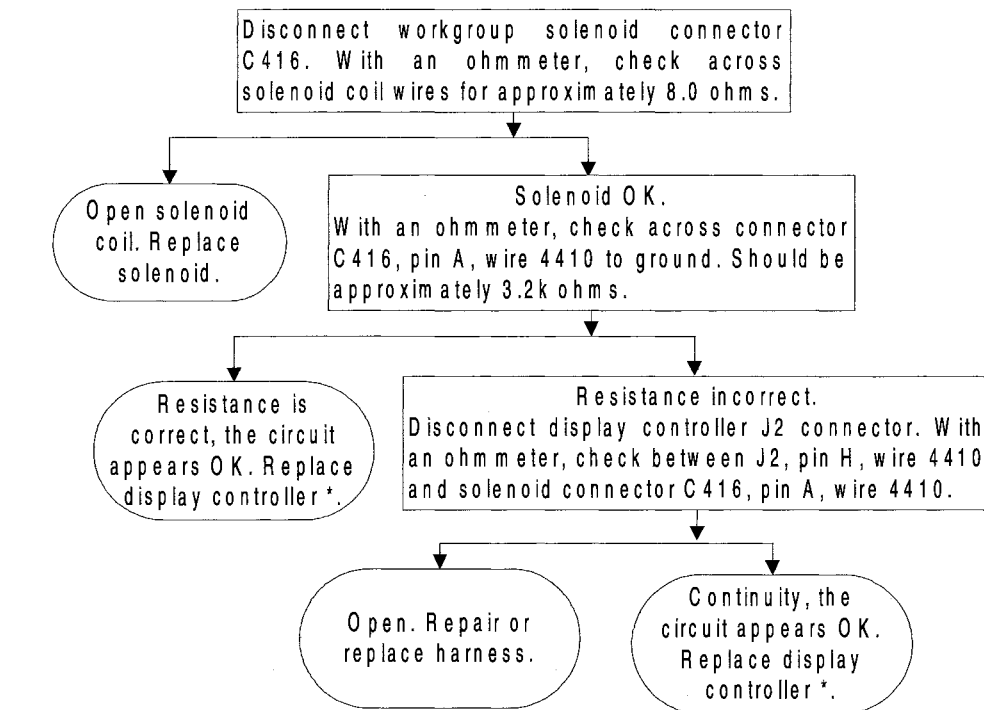 Disconnect workgroup solenoid connector
C416. With an ohmmeter, check across
solenoid coil wires for approximately 8.0 ohms.
Open solenoid
coil. Replace
solenoid.
Solenoid OK.
With an ohmmeter, check across connector
C416, pin A, wire 4410 to ground. Should be
approximately 3.2k ohms.
Resistance is
correct, the circuit
appears OK. Replace
display controller *.
Resistance incorrect.
Disconnect display controller J2 connector. With
an ohmmeter, check between J2, pin H, wire 4410
and solenoid connector C416, pin A, wire 4410.
Open. Repair or
replace harness.
Continuity, the
circuit appears OK.
Replace display
controller *.